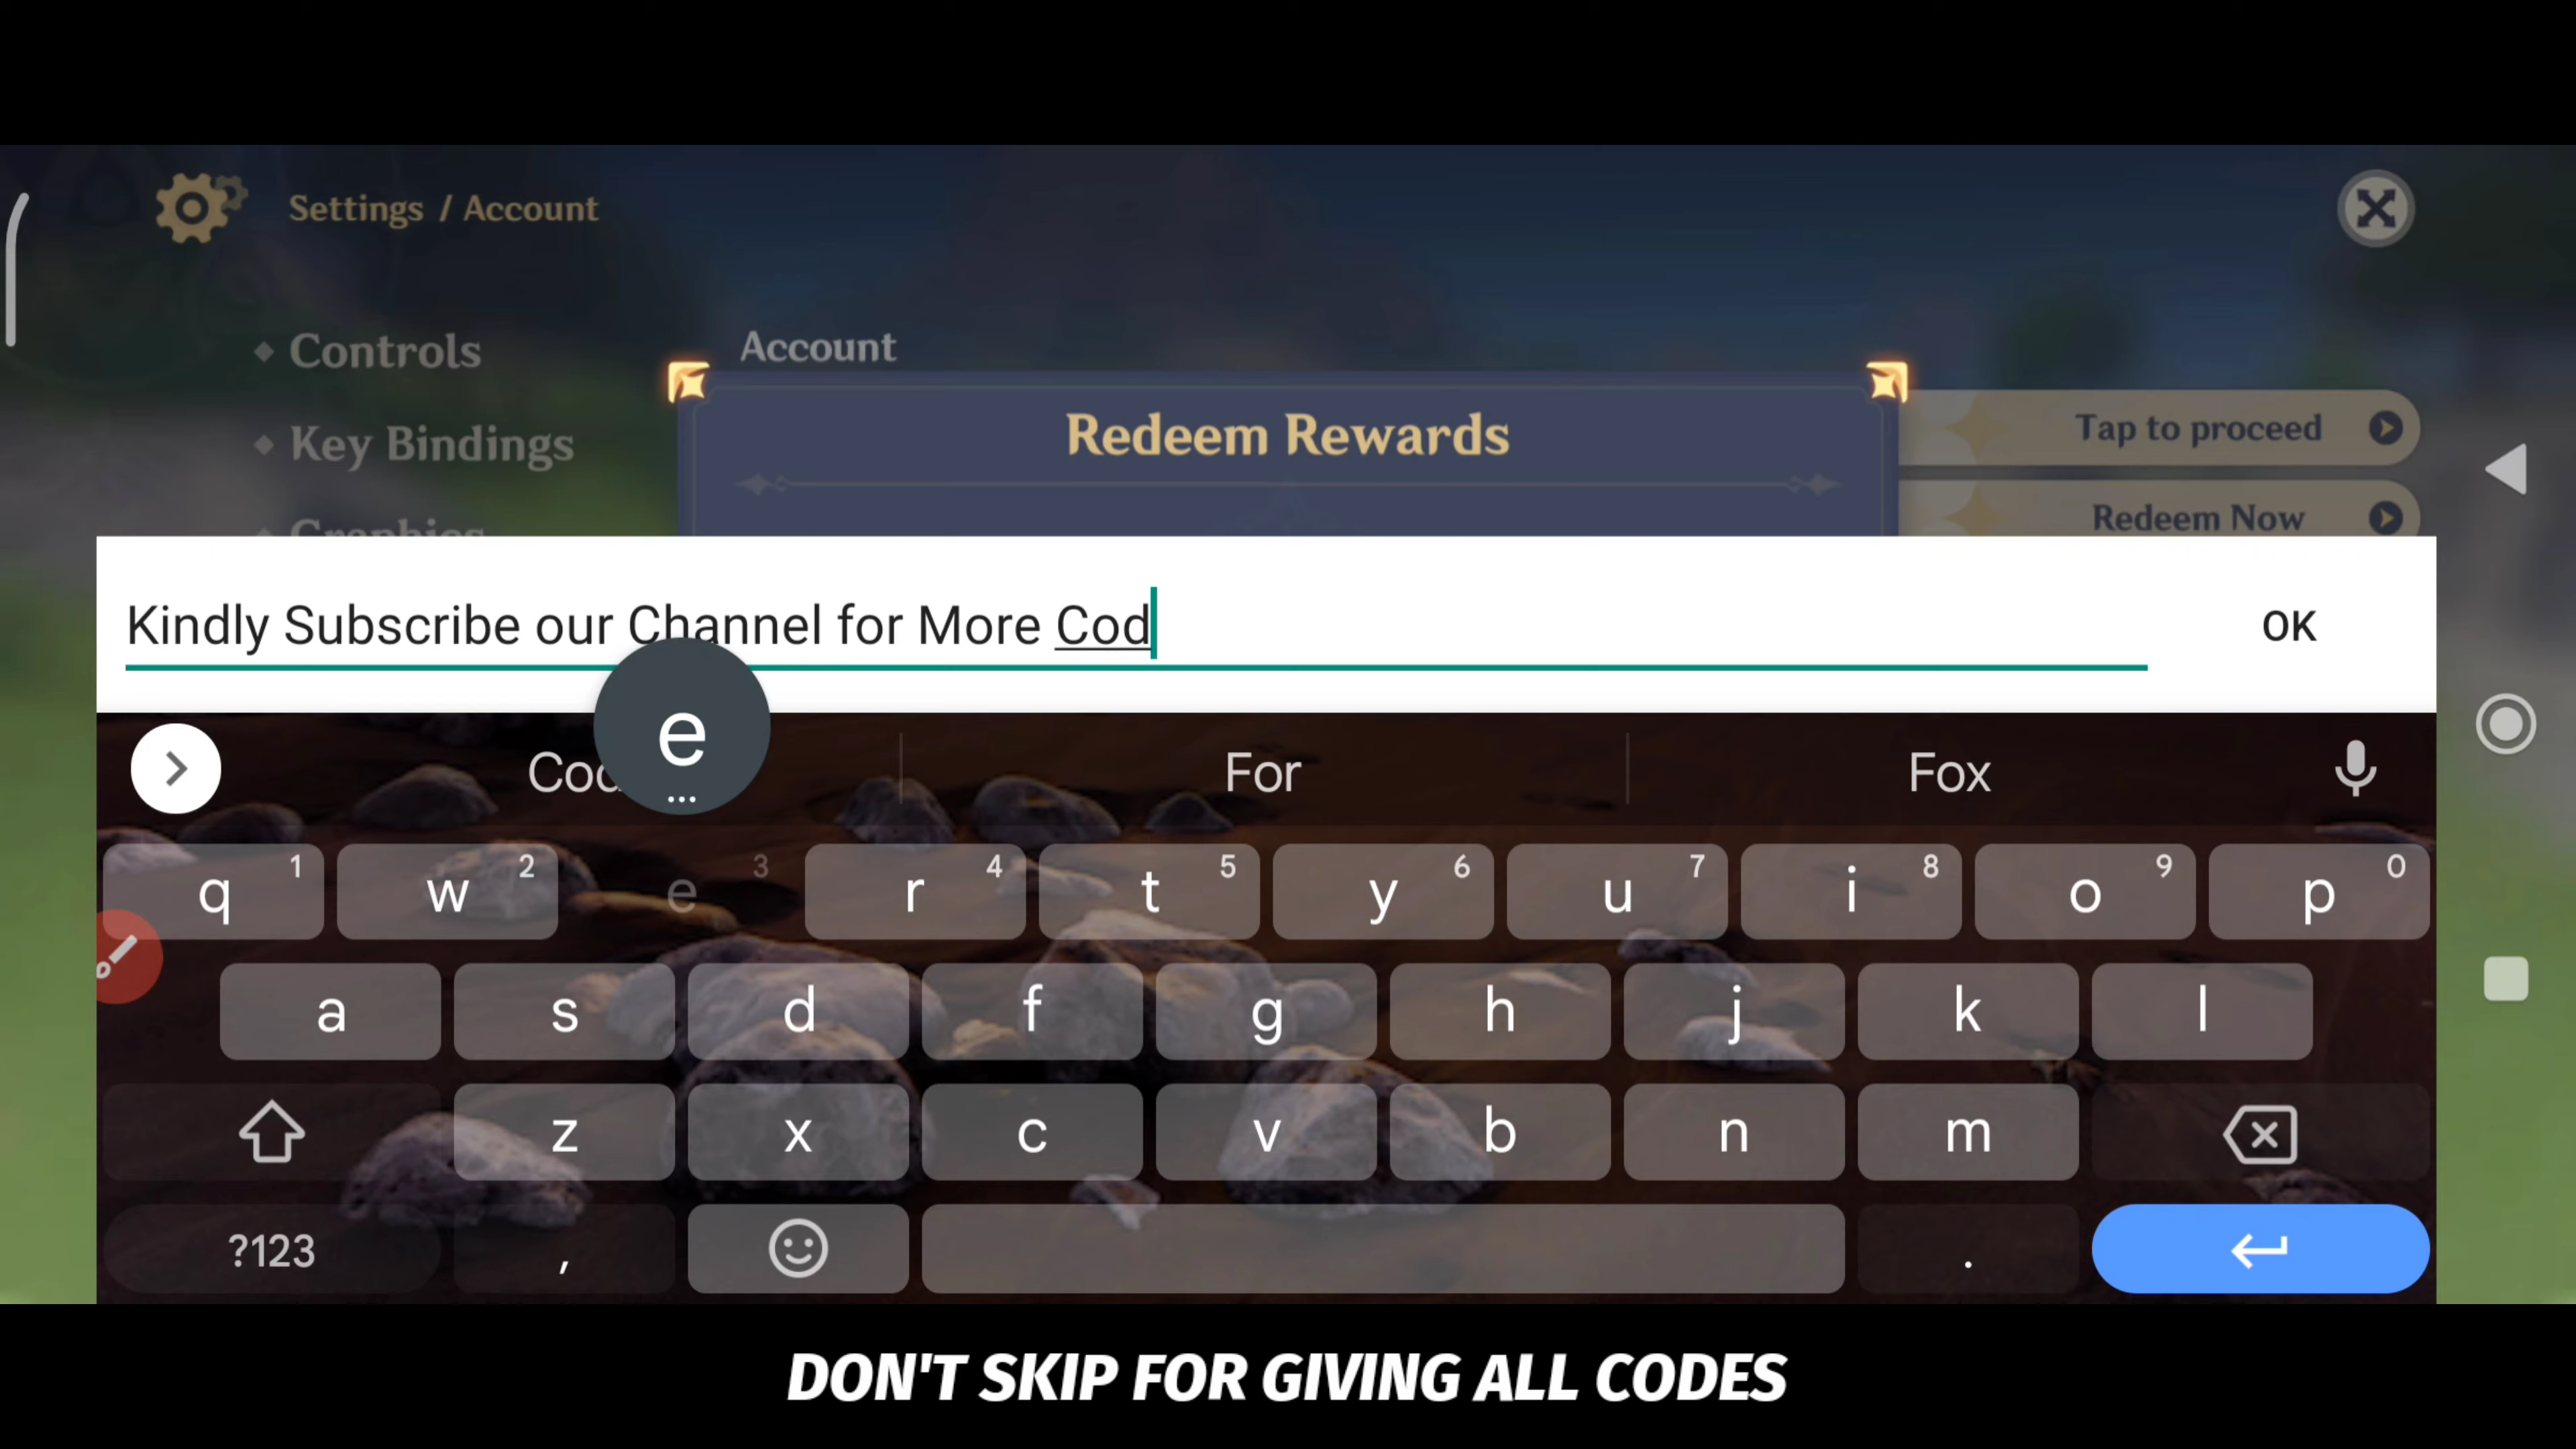 Settings / Account
Controls
Account
Key Bindings
Redeem Rewards
Tap to proceed
Graphics
Redeem Now
Kindly Subscribe our Channel for More Cod
OK
e
...
For
Fox
q 1 w 2 e 3 r 4 t 5 y 6 u 7 i 8 o 9 p 0
a s d f g h j k l
z x c v b n m
?123 , .
DON'T SKIP FOR GIVING ALL CODES